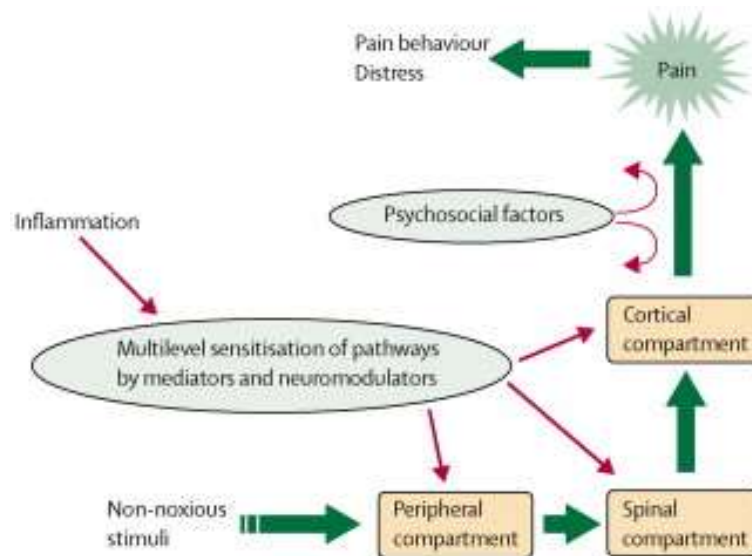 Pain behaviour
Distress
Pain
Psychosocial factors
Inflammation
Cortical
compartment
Multilevel sensitisation of pathways
by mediators and neuromodulators
Non-noxious
stimuli
Peripheral
compartment
Spinal
compartment